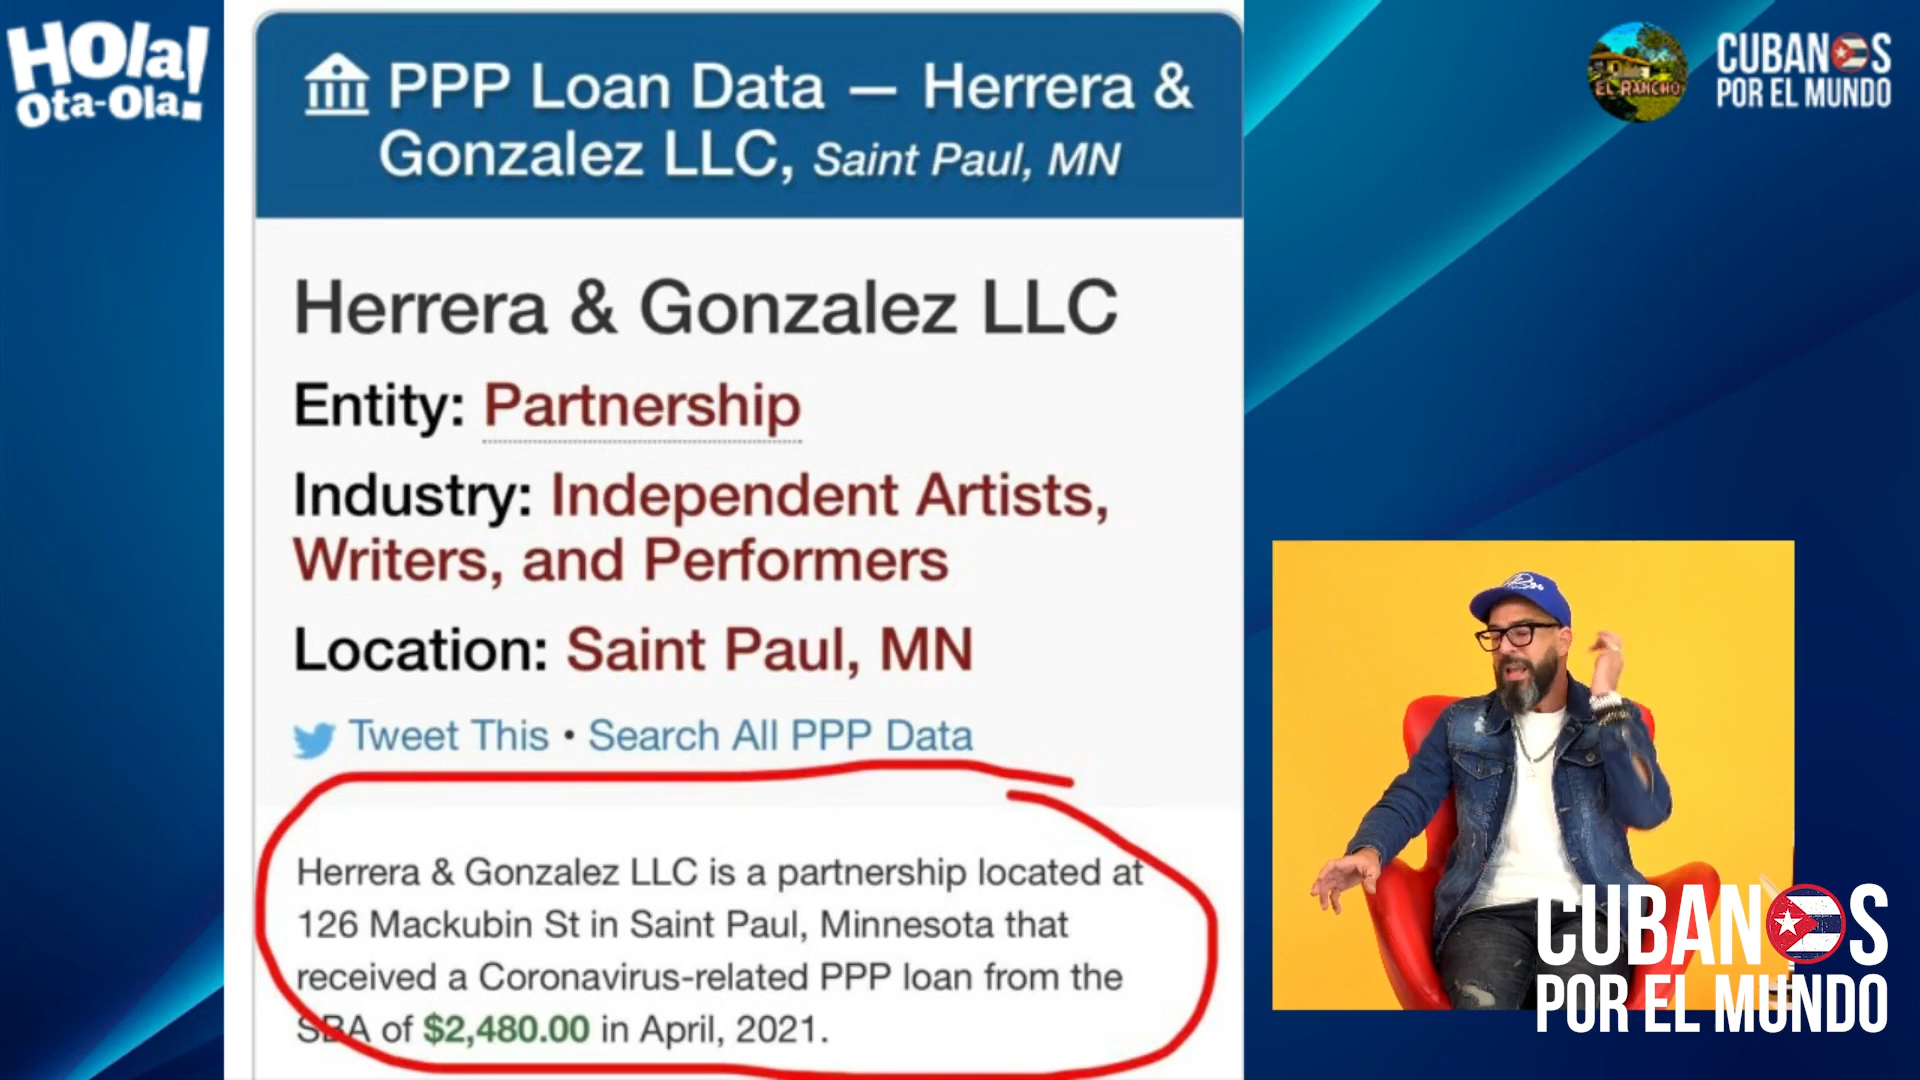 HOla!
Ota-Ola!
PPP Loan Data — Herrera &
Gonzalez LLC, Saint Paul, MN
EL RANCHO
CUBANOS
POR EL MUNDO
Herrera & Gonzalez LLC
Entity: Partnership
Industry: Independent Artists,
Writers, and Performers
Location: Saint Paul, MN
Tweet This • Search All PPP Data
Herrera & Gonzalez LLC is a partnership located at
126 Mackubin St in Saint Paul, Minnesota that
received a Coronavirus-related PPP loan from the
SBA of $2,480.00 in April, 2021.
CUBANOS
POR EL MUNDO